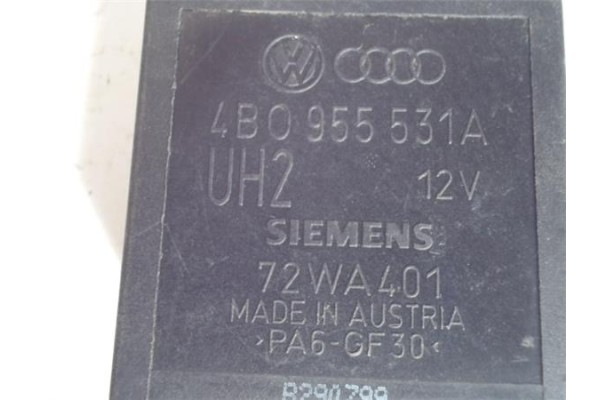 4B0 955 531A
UH2 12V
SIEMENS
72WA401
MADE IN AUSTRIA
>PA6-GF30<